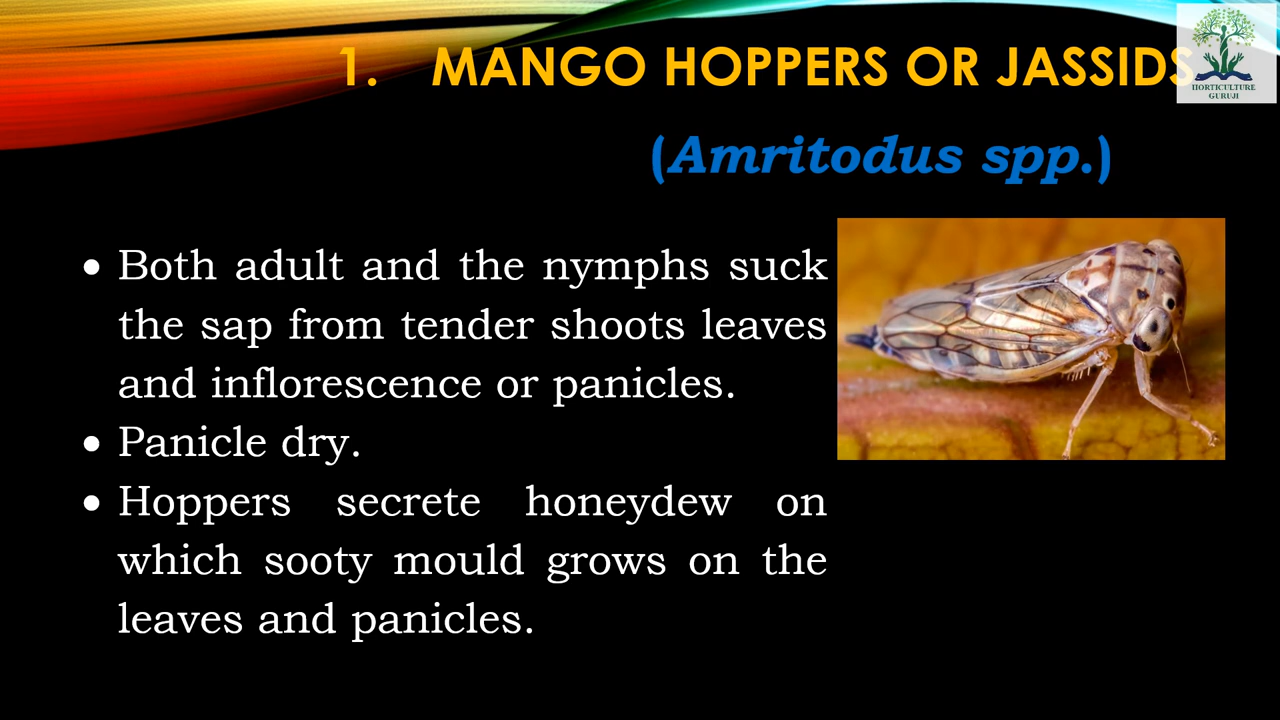 1. MANGO HOPPERS OR JASSIDS
HORTICULTURE
GURUJI
(Amritodus spp.)
• Both adult and the nymphs suck
the sap from tender shoots leaves
and inflorescence or panicles.
• Panicle dry.
• Hoppers secrete honeydew on
which sooty mould grows on the
leaves and panicles.